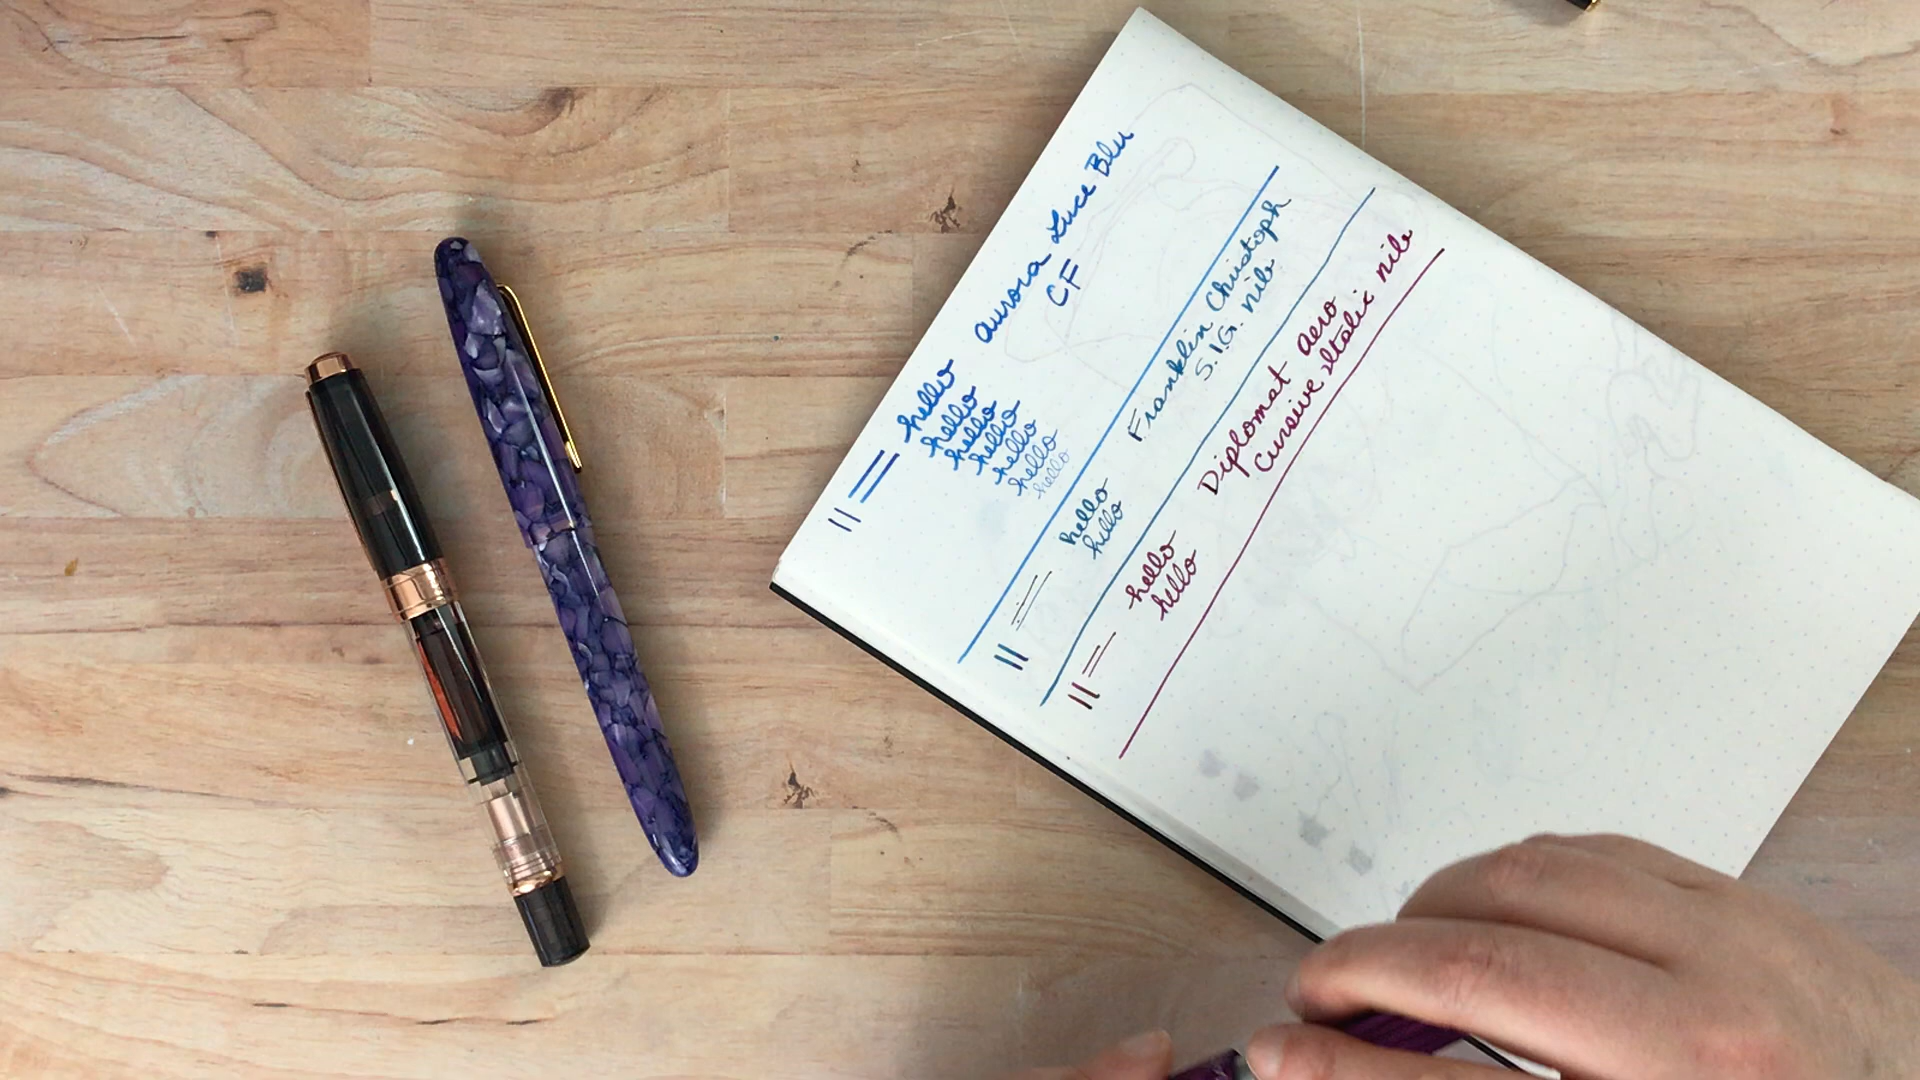 aurora Luce Blu
CF
hello
hello
hello
hello
hello
hello
hello
Franklin Christoph
S.I.G. nib
hello
hello
Diplomat aero
Cursive Italic nib
hello
hello